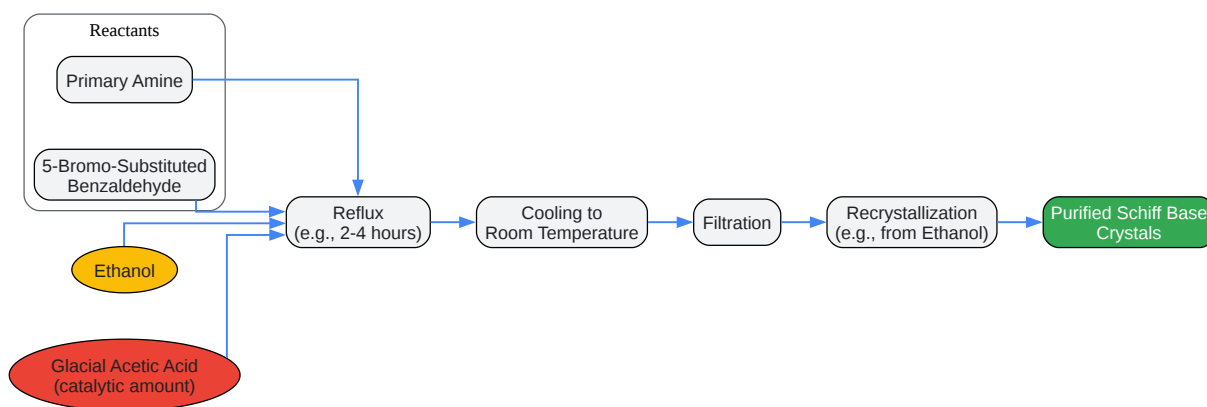 Reactants
Primary Amine
5-Bromo-Substituted
Benzaldehyde
Ethanol
Glacial Acetic Acid
(catalytic amount)
Reflux
(e.g., 2-4 hours)
Cooling to
Room Temperature
Filtration
Recrystallization
(e.g., from Ethanol)
Purified Schiff Base
Crystals